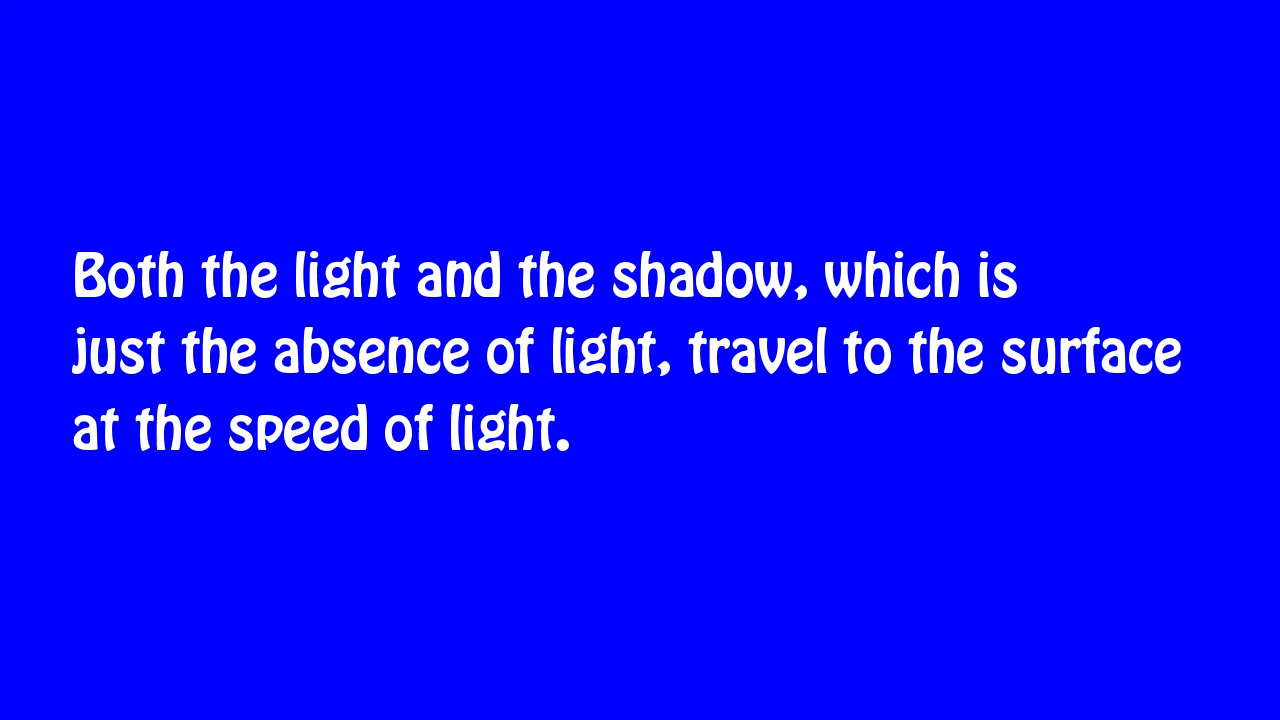 Both the light and the shadow, which is
just the absence of light, travel to the surface
at the speed of light.